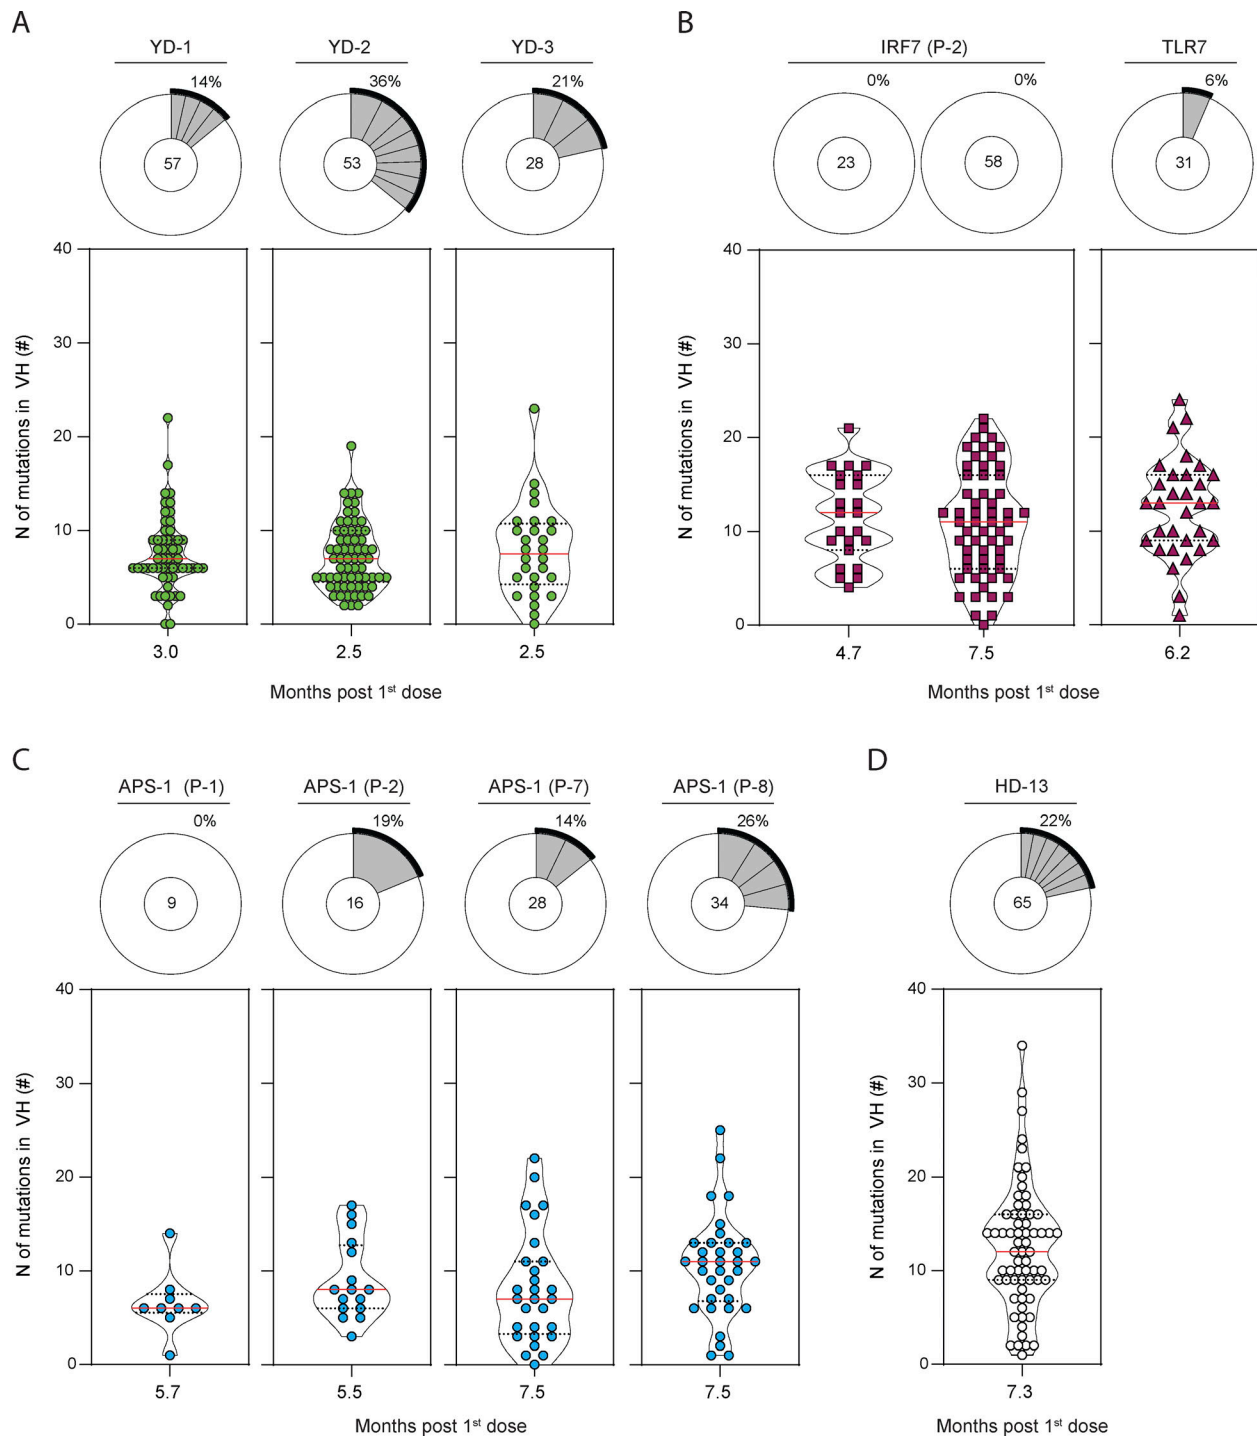 A
YD-1 YD-2 YD-3
14% 36% 21%
57 53 28
N of mutations in VH (#)
40
30
20
10
0
3.0 2.5 2.5
Months post 1st dose
B
IRF7 (P-2) TLR7
0% 0% 6%
23 58 31
N of mutations in VH (#)
40
30
20
10
0
4.7 7.5 6.2
Months post 1st dose
C
APS-1 (P-1) APS-1 (P-2) APS-1 (P-7) APS-1 (P-8)
0% 19% 14% 26%
9 16 28 34
N of mutations in VH (#)
40
30
20
10
0
5.7 5.5 7.5 7.5
Months post 1st dose
D
HD-13
22%
65
N of mutations in VH (#)
40
30
20
10
0
7.3
Months post 1st dose